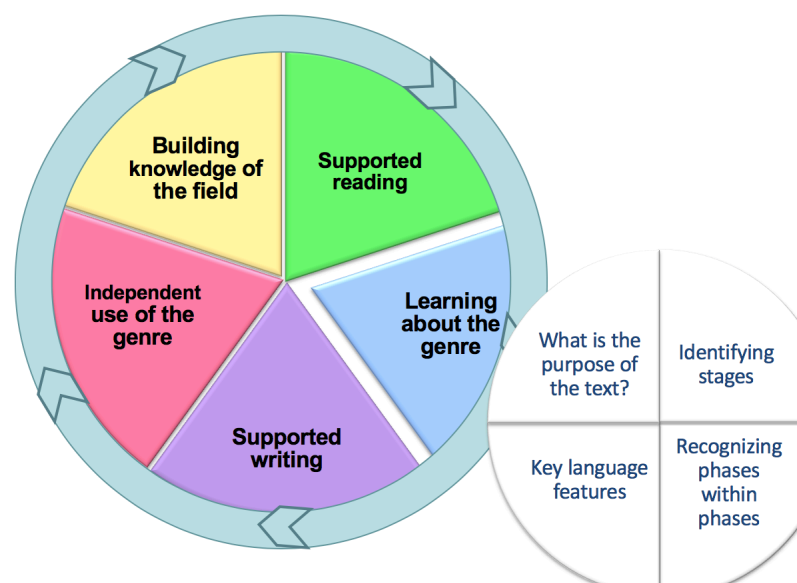 Building
knowledge of
the field
Supported
reading
Learning
about the
genre
Supported
writing
Independent
use of the
genre
What is the
purpose of
the text?
Identifying
stages
Key language
features
Recognizing
phases
within
phases